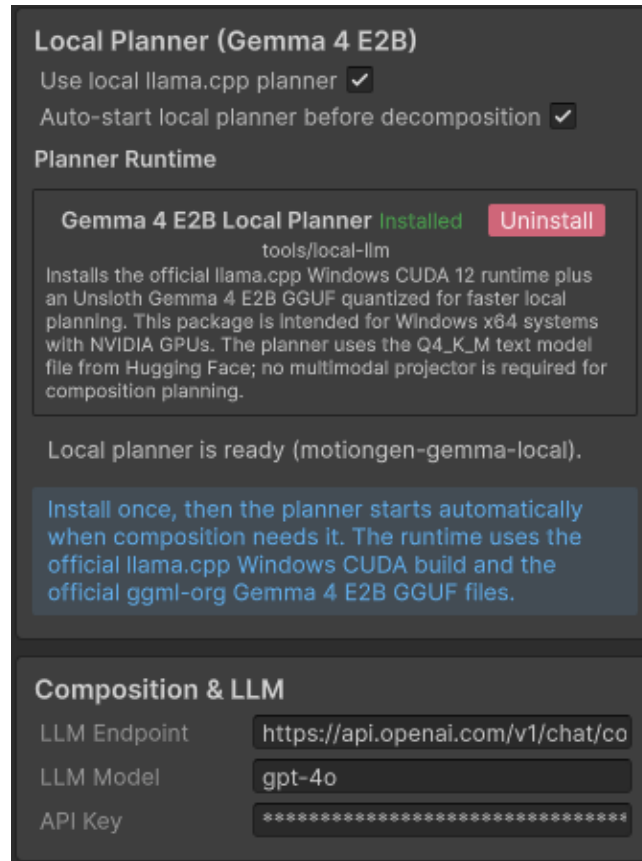 Local Planner (Gemma 4 E2B)
Use local llama.cpp planner
Auto-start local planner before decomposition
Planner Runtime
Gemma 4 E2B Local Planner Installed Uninstall
tools/local-llm
Installs the official llama.cpp Windows CUDA 12 runtime plus
an Unsloth Gemma 4 E2B GGUF quantized for faster local
planning. This package is intended for Windows x64 systems
with NVIDIA GPUs. The planner uses the Q4_K_M text model
file from Hugging Face; no multimodal projector is required for
composition planning.
Local planner is ready (motiongen-gemma-local).
Install once, then the planner starts automatically
when composition needs it. The runtime uses the
official llama.cpp Windows CUDA build and the
official ggml-org Gemma 4 E2B GGUF files.
Composition & LLM
LLM Endpoint https://api.openai.com/v1/chat/co
LLM Model gpt-4o
API Key ********************************